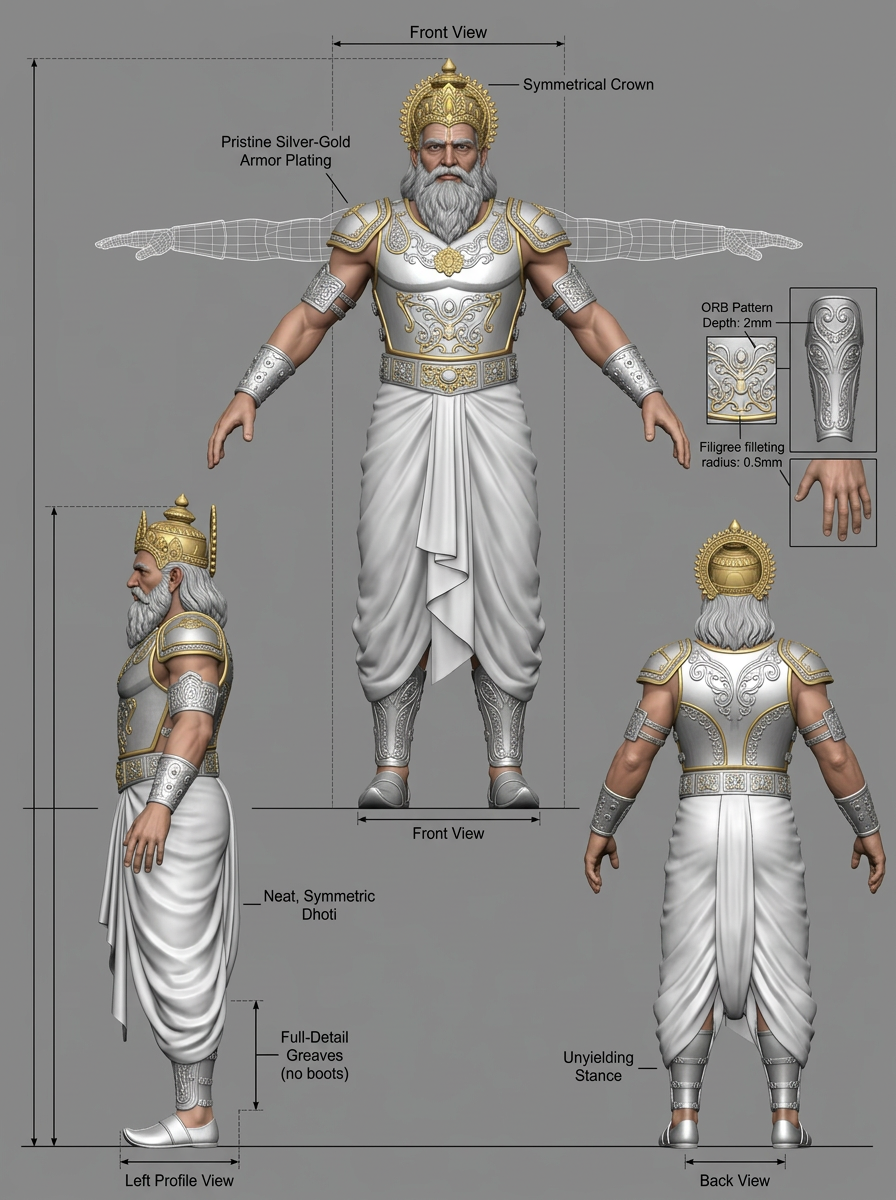 Front View
Symmetrical Crown
Pristine Silver-Gold
Armor Plating
ORB Pattern
Depth: 2mm
Filigree filleting
radius: 0.5mm
Front View
Neat, Symmetric
Dhoti
Full-Detail
Greaves
(no boots)
Unyielding
Stance
Left Profile View
Back View